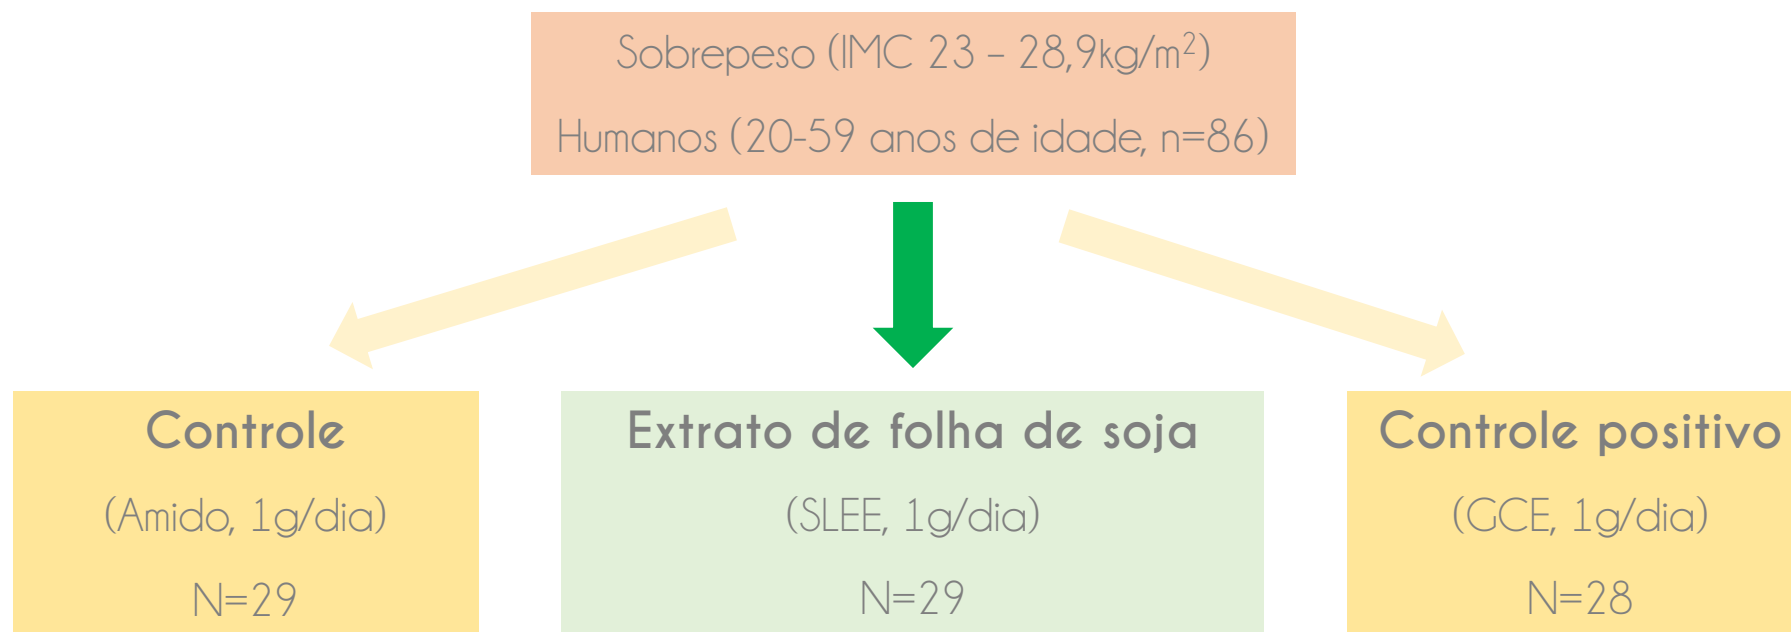 Sobrepeso (IMC 23 – 28,9kg/m²)
Humanos (20-59 anos de idade, n=86)
Controle
(Amido, 1g/dia)
N=29
Extrato de folha de soja
(SLEE, 1g/dia)
N=29
Controle positivo
(GCE, 1g/dia)
N=28